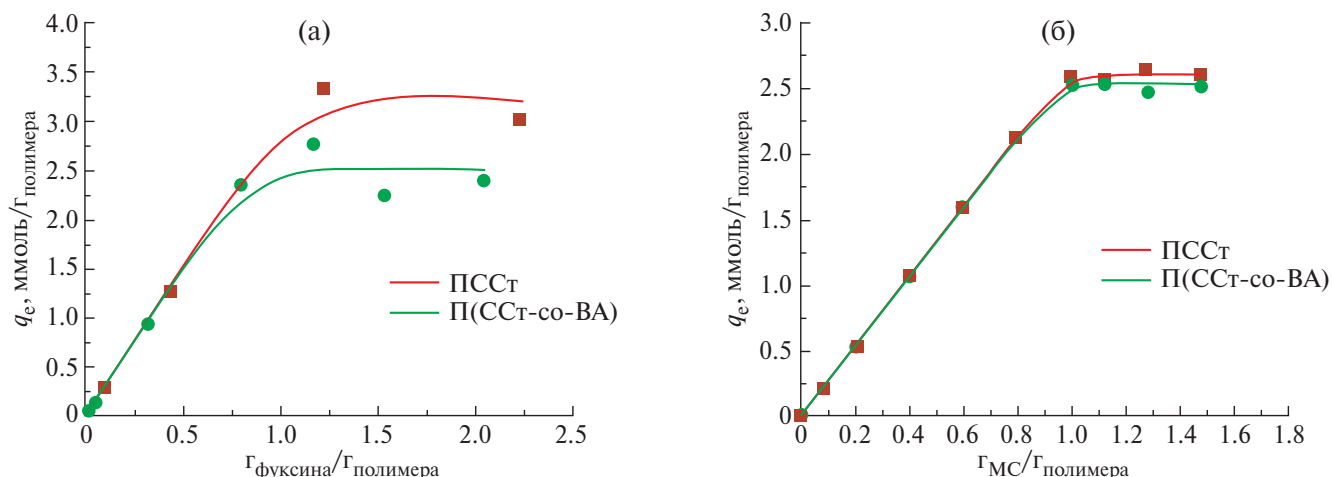 (а)
qe, ммоль/гполимера
4.0
3.5
3.0
2.5
2.0
1.5
1.0
0.5
0
0 0.5 1.0 1.5 2.0 2.5
гфуксина/гполимера
ПССт
П(ССт-со-ВА)
(б)
qe, ммоль/гполимера
3.0
2.5
2.0
1.5
1.0
0.5
0
0 0.2 0.4 0.6 0.8 1.0 1.2 1.4 1.6 1.8
гМС/гполимера
ПССт
П(ССт-со-ВА)